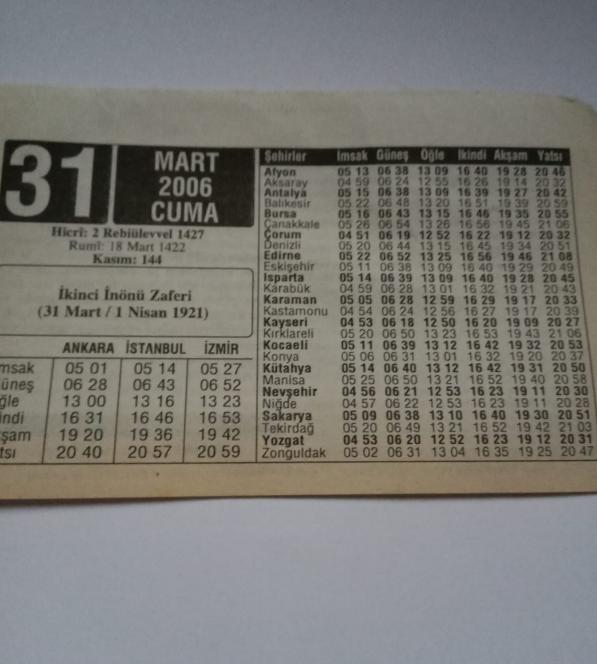 31
MART
2006
CUMA
Hicrî: 2 Rebiülevvel 1427
Rumî: 18 Mart 1422
Kasım: 144
İkinci İnönü Zaferi
(31 Mart / 1 Nisan 1921)
ANKARA İSTANBUL İZMİR
msak 05 01 05 14 05 27
üneş 06 28 06 43 06 52
ğle 13 00 13 16 13 23
indi 16 31 16 46 16 53
şam 19 20 19 36 19 42
tsı 20 40 20 57 20 59
Şehirler İmsak Güneş Öğle İkindi Akşam Yatsı
Afyon 05 13 06 38 13 09 16 40 19 28 20 46
Aksaray 04 59 06 24 12 55 16 26 19 14 20 32
Antalya 05 15 06 38 13 09 16 39 19 27 20 42
Balıkesir 05 22 06 48 13 20 16 51 19 39 20 59
Bursa 05 16 06 43 13 15 16 46 19 35 20 55
Çanakkale 05 26 06 54 13 26 16 56 19 45 21 06
Çorum 04 51 06 19 12 52 16 22 19 12 20 32
Denizli 05 20 06 44 13 15 16 45 19 34 20 51
Edirne 05 22 06 52 13 25 16 56 19 46 21 08
Eskişehir 05 11 06 38 13 09 16 40 19 29 20 49
Isparta 05 14 06 39 13 09 16 40 19 28 20 45
Karabük 04 59 06 28 13 01 16 32 19 21 20 43
Karaman 05 05 06 28 12 59 16 29 19 17 20 33
Kastamonu 04 54 06 24 12 56 16 27 19 17 20 39
Kayseri 04 53 06 18 12 50 16 20 19 09 20 27
Kırklareli 05 20 06 50 13 23 16 53 19 43 21 06
Kocaeli 05 11 06 39 13 12 16 42 19 32 20 53
Konya 05 06 06 31 13 01 16 32 19 20 20 37
Kütahya 05 14 06 40 13 12 16 42 19 31 20 50
Manisa 05 25 06 50 13 21 16 52 19 40 20 58
Nevşehir 04 56 06 21 12 53 16 23 19 11 20 30
Niğde 04 57 06 22 12 53 16 23 19 11 20 28
Sakarya 05 09 06 38 13 10 16 40 19 30 20 51
Tekirdağ 05 20 06 49 13 21 16 52 19 42 21 03
Yozgat 04 53 06 20 12 52 16 23 19 12 20 31
Zonguldak 05 02 06 31 13 04 16 35 19 25 20 47